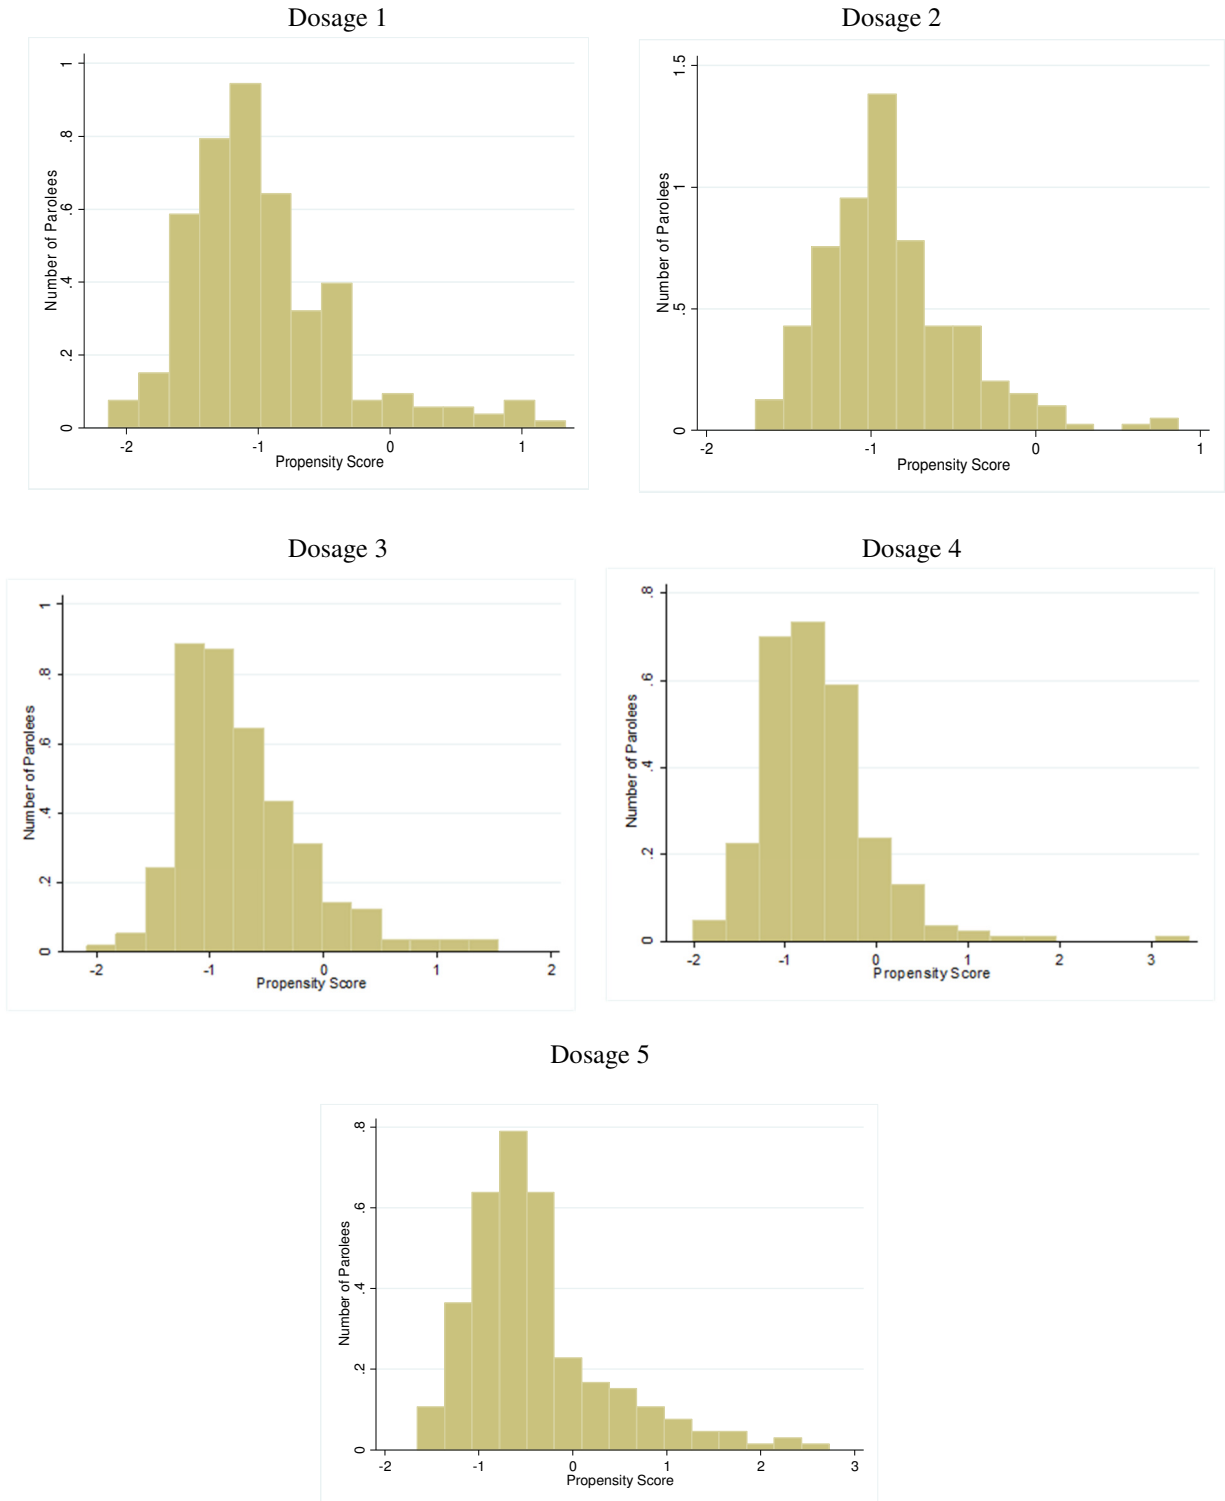 Dosage 1
Number of Parolees
1
.8
.6
.4
.2
0
-2 -1 0 1
Propensity Score
Dosage 2
Number of Parolees
1.5
1
.5
0
-2 -1 0 1
Propensity Score
Dosage 3
Number of Parolees
1
.8
.6
.4
.2
0
-2 -1 0 1 2
Propensity Score
Dosage 4
Number of Parolees
.8
.6
.4
.2
0
-2 -1 0 1 2 3
Propensity Score
Dosage 5
Number of Parolees
.8
.6
.4
.2
0
-2 -1 0 1 2 3
Propensity Score